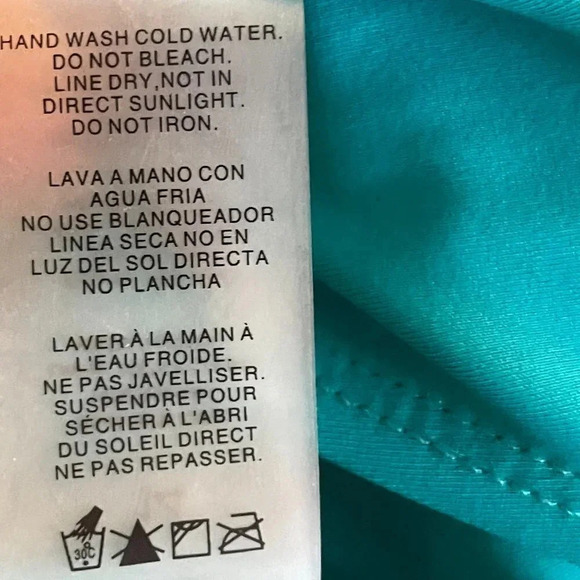 HAND WASH COLD WATER.
DO NOT BLEACH.
LINE DRY,NOT IN
DIRECT SUNLIGHT.
DO NOT IRON.
LAVA A MANO CON
AGUA FRIA
NO USE BLANQUEADOR
LINEA SECA NO EN
LUZ DEL SOL DIRECTA
NO PLANCHA
LAVER À LA MAIN À
L'EAU FROIDE.
NE PAS JAVELLISER.
SUSPENDRE POUR
SÉCHER À L'ABRI
DU SOLEIL DIRECT
NE PAS REPASSER.
30C